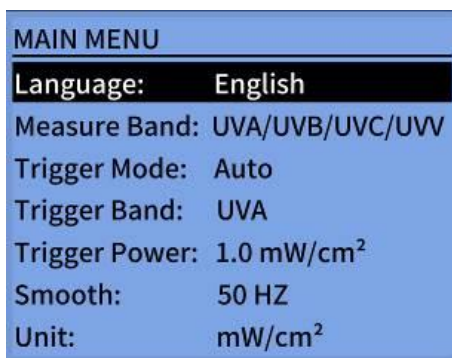 MAIN MENU
Language: English
Measure Band: UVA/UVB/UVC/UVV
Trigger Mode: Auto
Trigger Band: UVA
Trigger Power: 1.0 mW/cm²
Smooth: 50 HZ
Unit: mW/cm²